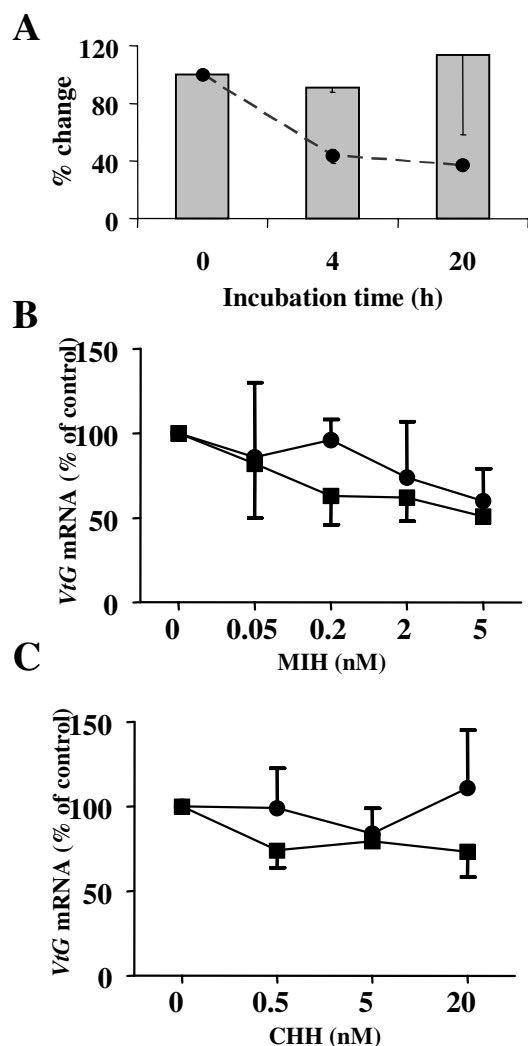 A
% change
120
80
40
0
0 4 20
Incubation time (h)
B
VtG mRNA (% of control)
150
100
50
0
0 0.05 0.2 2 5
MIH (nM)
C
VtG mRNA (% of control)
150
100
50
0
0 0.5 5 20
CHH (nM)